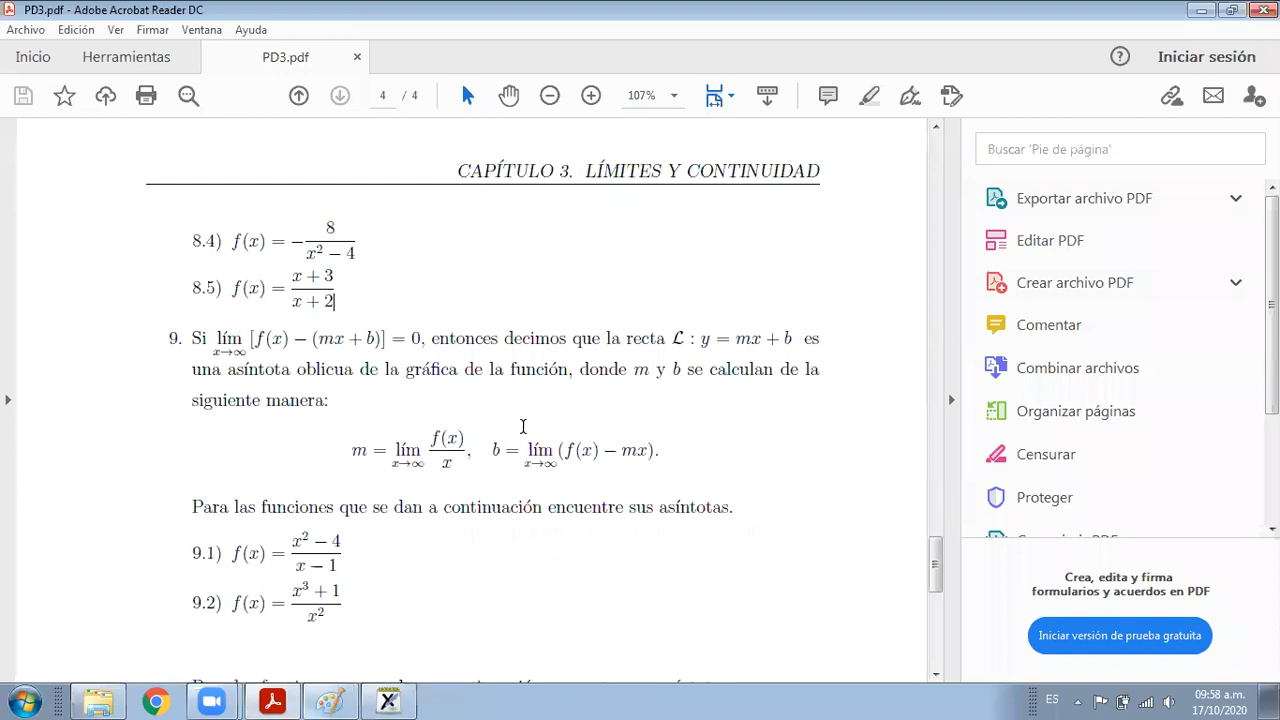 PD3.pdf - Adobe Acrobat Reader DC
Archivo Edición Ver Firmar Ventana Ayuda
Inicio Herramientas PD3.pdf × Iniciar sesión
4 / 4 107%
CAPÍTULO 3. LÍMITES Y CONTINUIDAD
8.4) f(x) = −8/(x² − 4)
8.5) f(x) = (x + 3)/(x + 2)
9. Si lím x→∞ [f(x) − (mx + b)] = 0, entonces decimos que la recta 𝓛 : y = mx + b es
una asíntota oblicua de la gráfica de la función, donde m y b se calculan de la
siguiente manera:
m = lím x→∞ f(x)/x, b = lím x→∞ (f(x) − mx).
Para las funciones que se dan a continuación encuentre sus asíntotas.
9.1) f(x) = (x² − 4)/(x − 1)
9.2) f(x) = (x³ + 1)/x²
Buscar 'Pie de página'
Exportar archivo PDF
Editar PDF
Crear archivo PDF
Comentar
Combinar archivos
Organizar páginas
Censurar
Proteger
Crea, edita y firma
formularios y acuerdos en PDF
Iniciar versión de prueba gratuita
ES
09:58 a.m.
17/10/2020